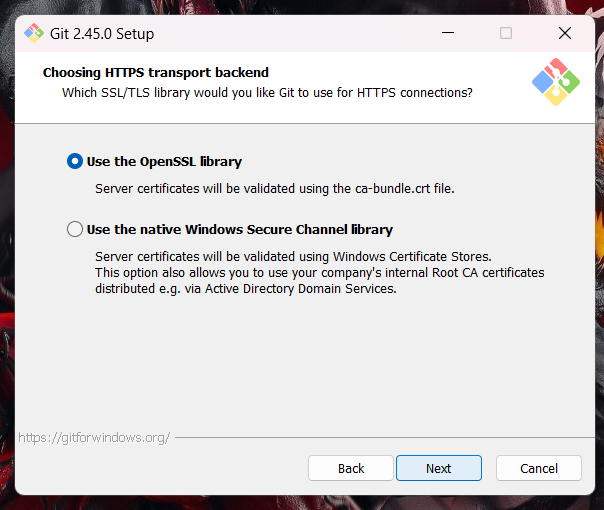 Git 2.45.0 Setup
Choosing HTTPS transport backend
Which SSL/TLS library would you like Git to use for HTTPS connections?
Use the OpenSSL library
Server certificates will be validated using the ca-bundle.crt file.
Use the native Windows Secure Channel library
Server certificates will be validated using Windows Certificate Stores.
This option also allows you to use your company's internal Root CA certificates
distributed e.g. via Active Directory Domain Services.
https://gitforwindows.org/
Back Next Cancel